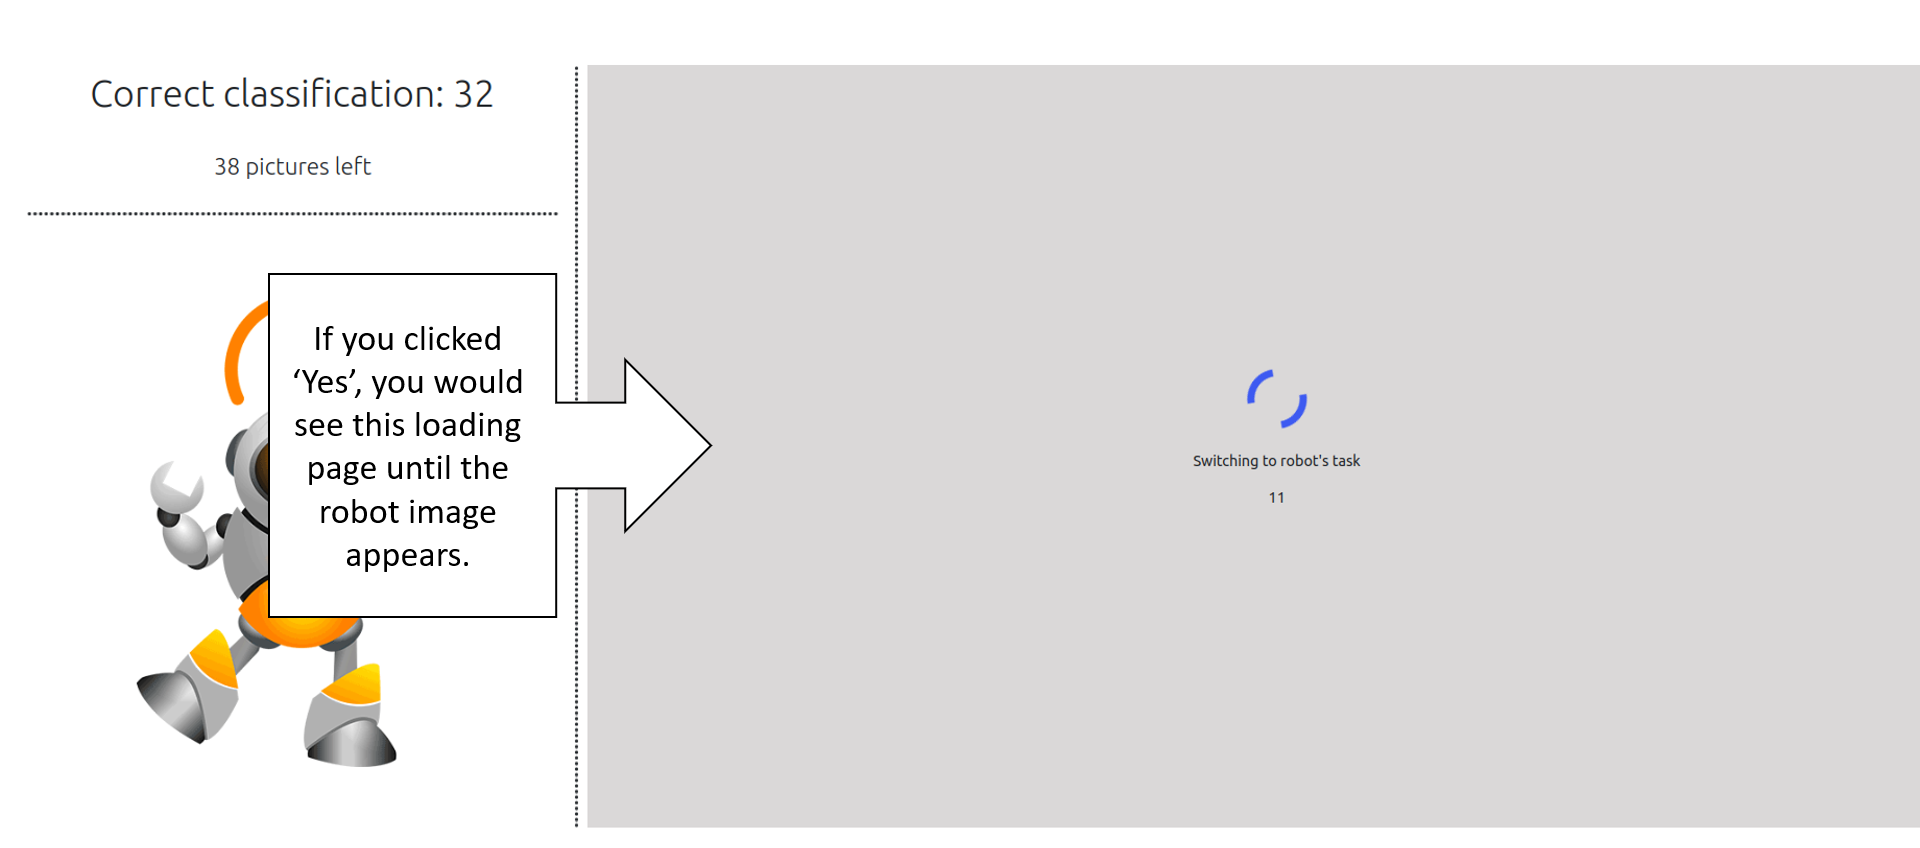 Correct classification: 32
38 pictures left
If you clicked
‘Yes’, you would
see this loading
page until the
robot image
appears.
Switching to robot's task
11